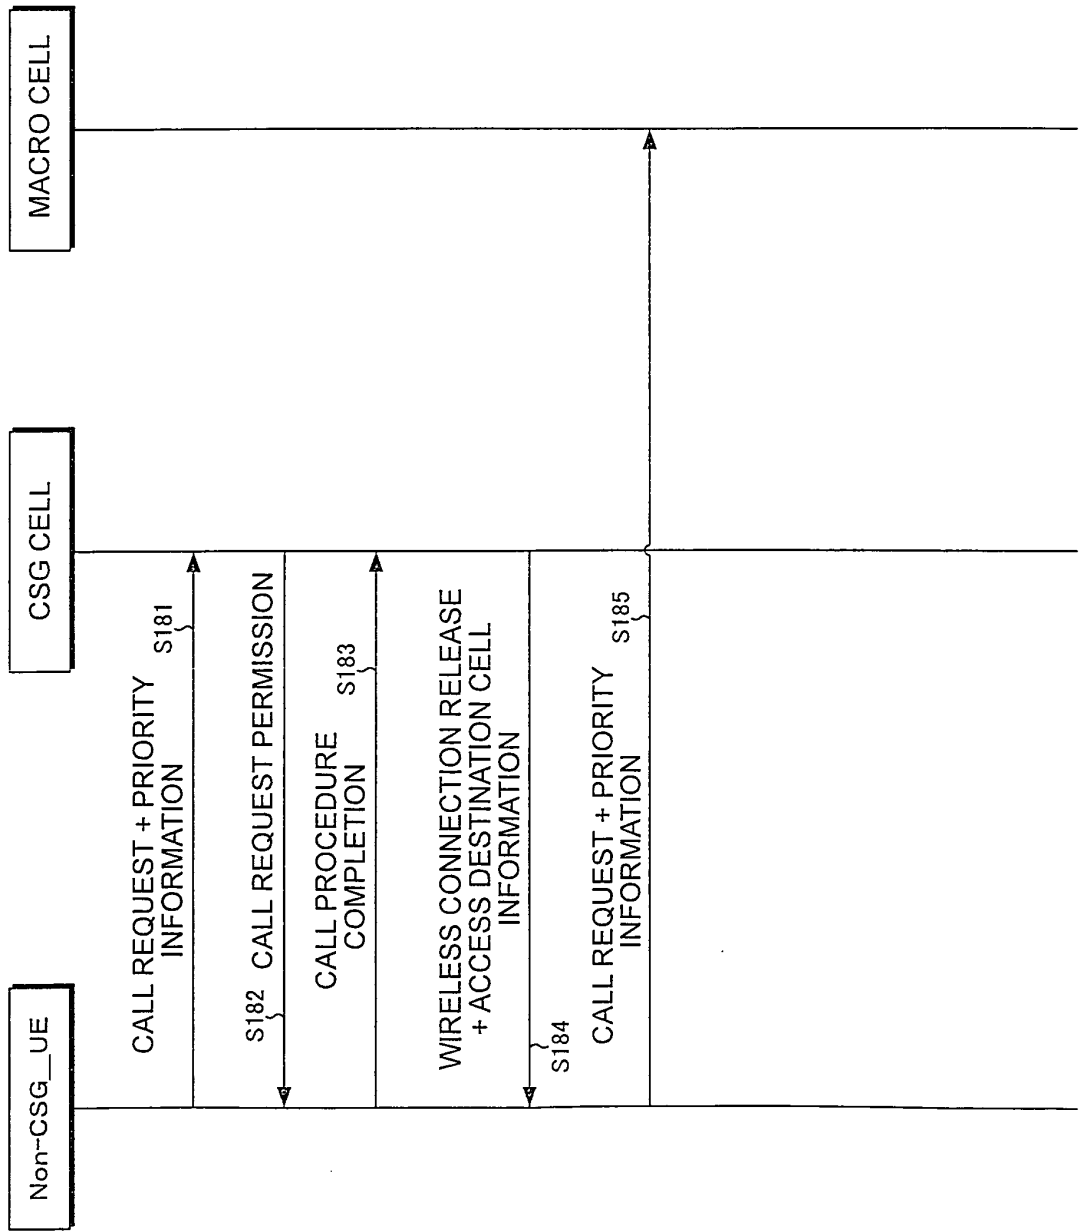 Non-CSG_UE
CSG CELL
MACRO CELL
CALL REQUEST + PRIORITY
INFORMATION
S181
S182
CALL REQUEST PERMISSION
CALL PROCEDURE
COMPLETION
S183
WIRELESS CONNECTION RELEASE
+ ACCESS DESTINATION CELL
INFORMATION
S184
CALL REQUEST + PRIORITY
INFORMATION
S185